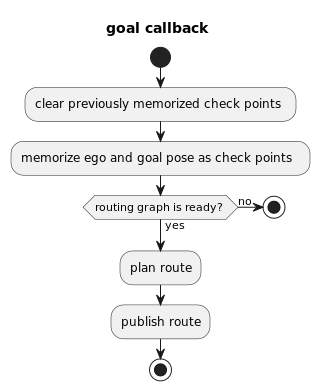 goal callback
clear previously memorized check points
memorize ego and goal pose as check points
routing graph is ready?
no
yes
plan route
publish route